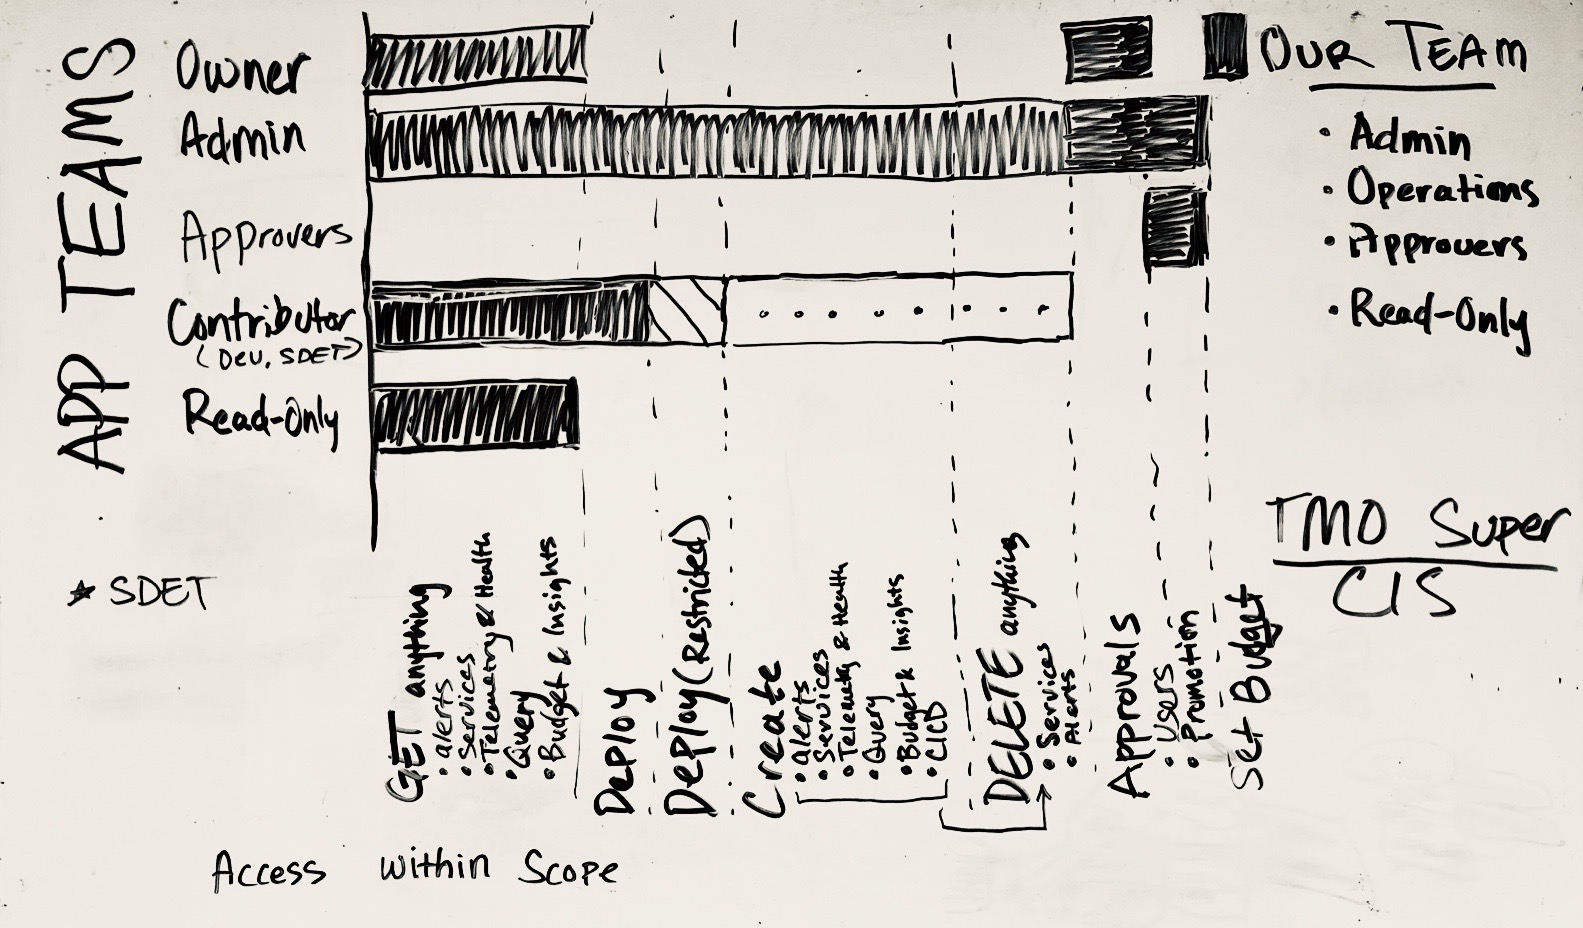 APP TEAMS
Owner
Admin
Approvers
Contributor
(Dev, SDET)
Read-Only
* SDET
GET anything
• alerts
• Services
• Telemetry & Health
• Query
• Budget & Insights
Deploy
Deploy (Restricted)
Create
• alerts
• Services
• Telemetry & Health
• Query
• Budget & Insights
• CICD
DELETE anything
• Services
• Alerts
Approvals
• Users
• Promotion
Set Budget
Access within Scope
OUR TEAM
• Admin
• Operations
• Approvers
• Read-Only
TMO Super
CIS